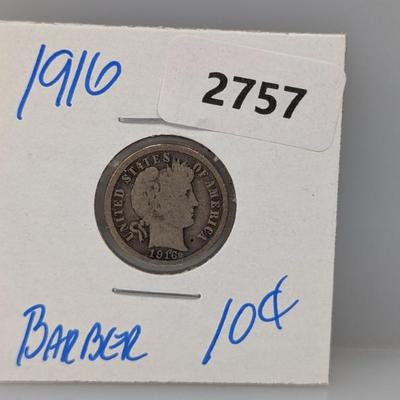 1916
2757
UNITED STATES OF AMERICA
1916
BARBER 10¢